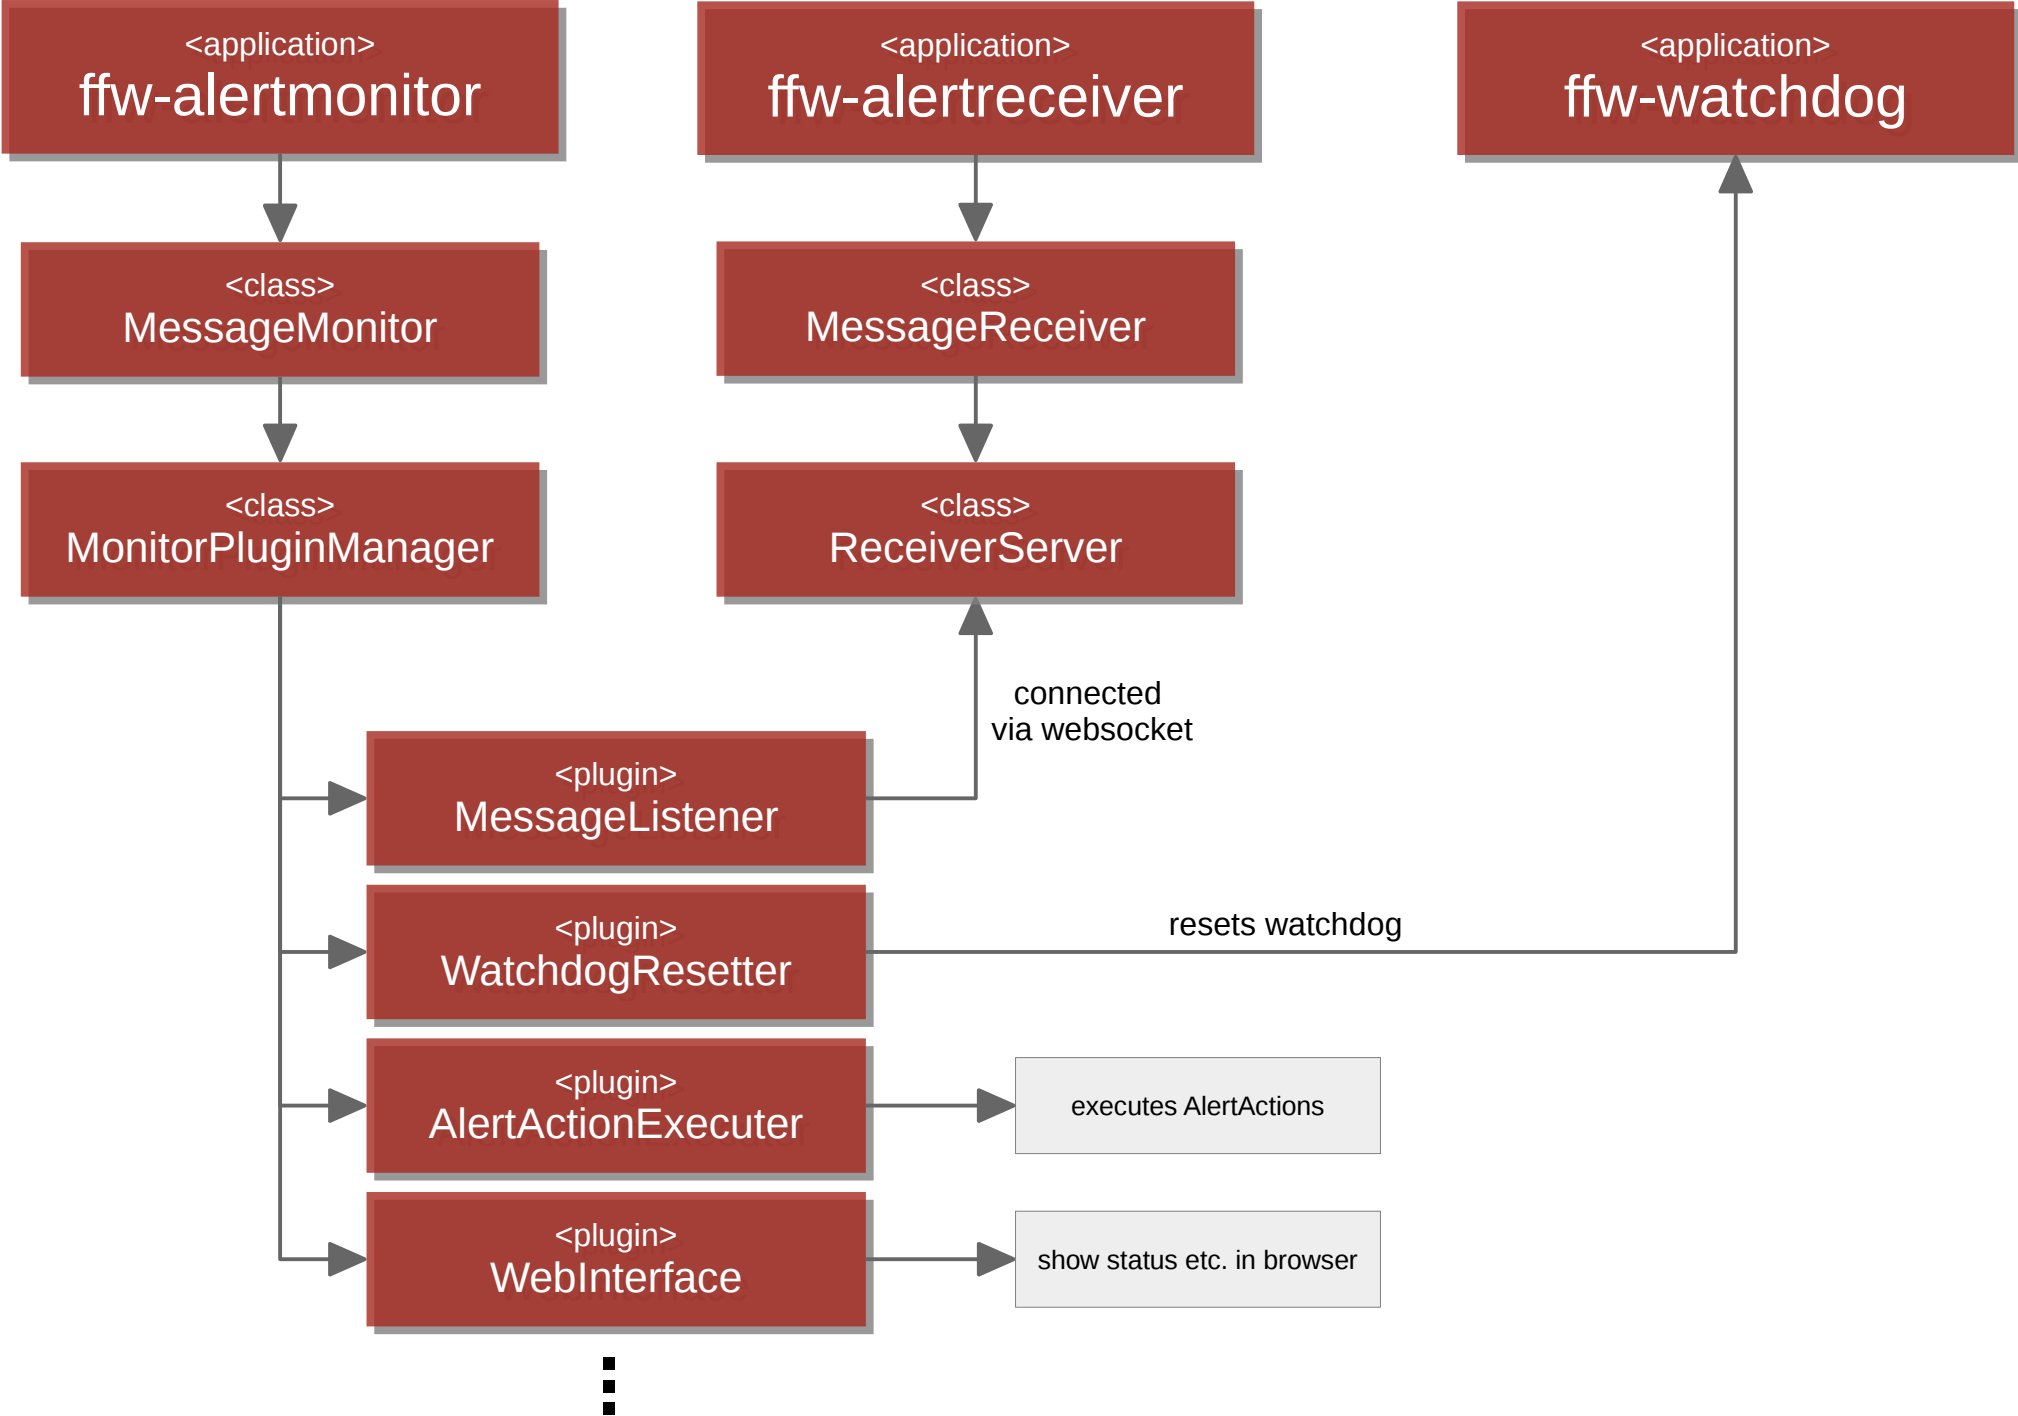 <application>
ffw-alertmonitor
<application>
ffw-alertreceiver
<application>
ffw-watchdog
<class>
MessageMonitor
<class>
MessageReceiver
<class>
MonitorPluginManager
<class>
ReceiverServer
connected
via websocket
<plugin>
MessageListener
<plugin>
WatchdogResetter
resets watchdog
<plugin>
AlertActionExecuter
executes AlertActions
<plugin>
WebInterface
show status etc. in browser